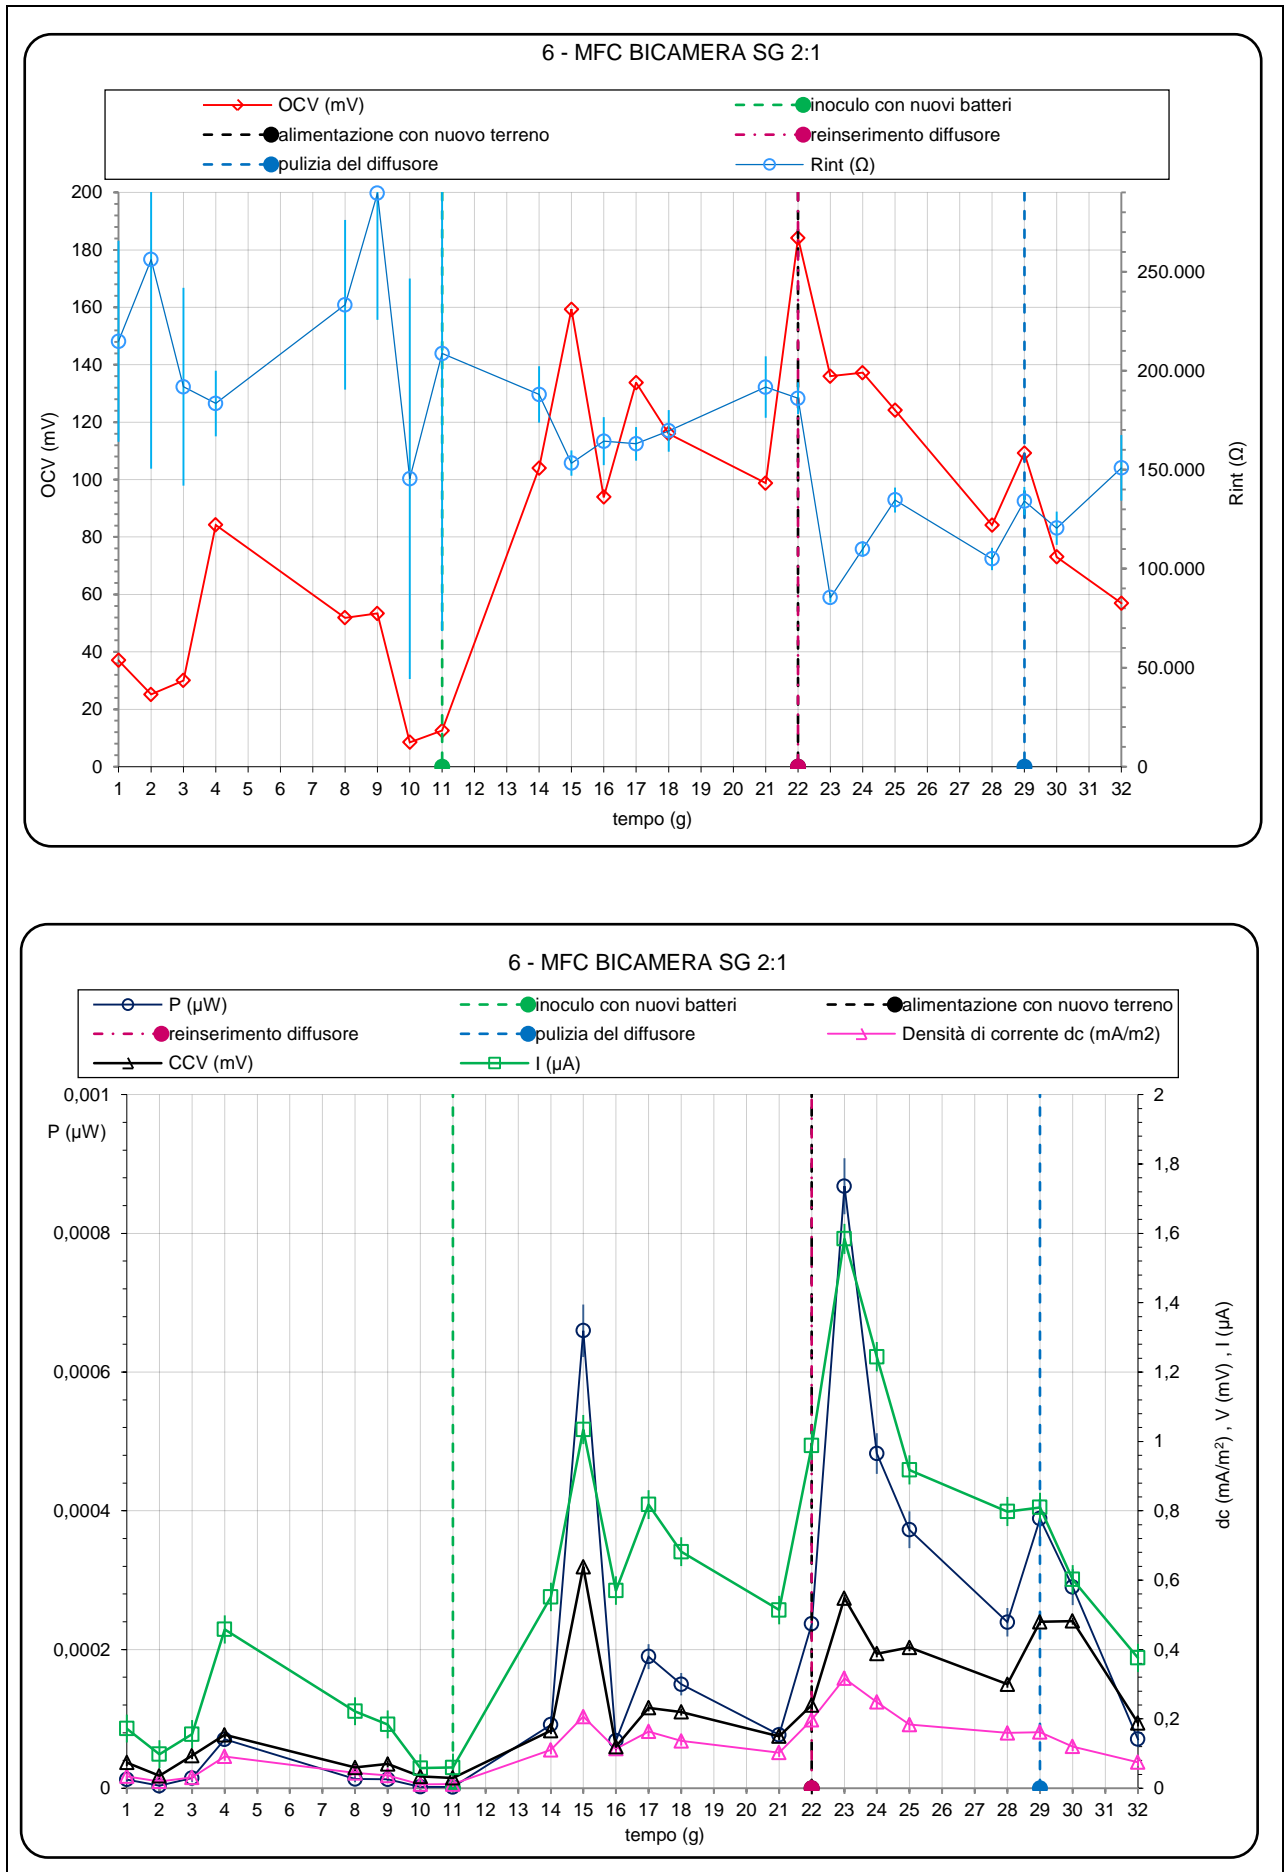 6 - MFC BICAMERA SG 2:1
OCV (mV) inoculo con nuovi batteri
alimentazione con nuovo terreno reinserimento diffusore
pulizia del diffusore Rint (Ω)
200
180
160
140
120
100
80
60
40
20
0
OCV (mV)
250.000
200.000
150.000
100.000
50.000
0
Rint (Ω)
1 2 3 4 5 6 7 8 9 10 11 12 13 14 15 16 17 18 19 20 21 22 23 24 25 26 27 28 29 30 32
tempo (g)
6 - MFC BICAMERA SG 2:1
P (µW) inoculo con nuovi batteri alimentazione con nuovo terreno
reinserimento diffusore pulizia del diffusore Densità di corrente dc (mA/m2)
CCV (mV) I (µA)
0,001
P (µW)
0,0008
0,0006
0,0004
0,0002
0
2
1,8
1,6
1,4
1,2
1
0,8
0,6
0,4
0,2
0
dc (mA/m²) , V (mV) , I (µA)
1 2 3 4 5 6 7 8 9 10 11 12 13 14 15 16 17 18 19 20 21 22 23 24 25 26 27 28 29 30 31 32
tempo (g)